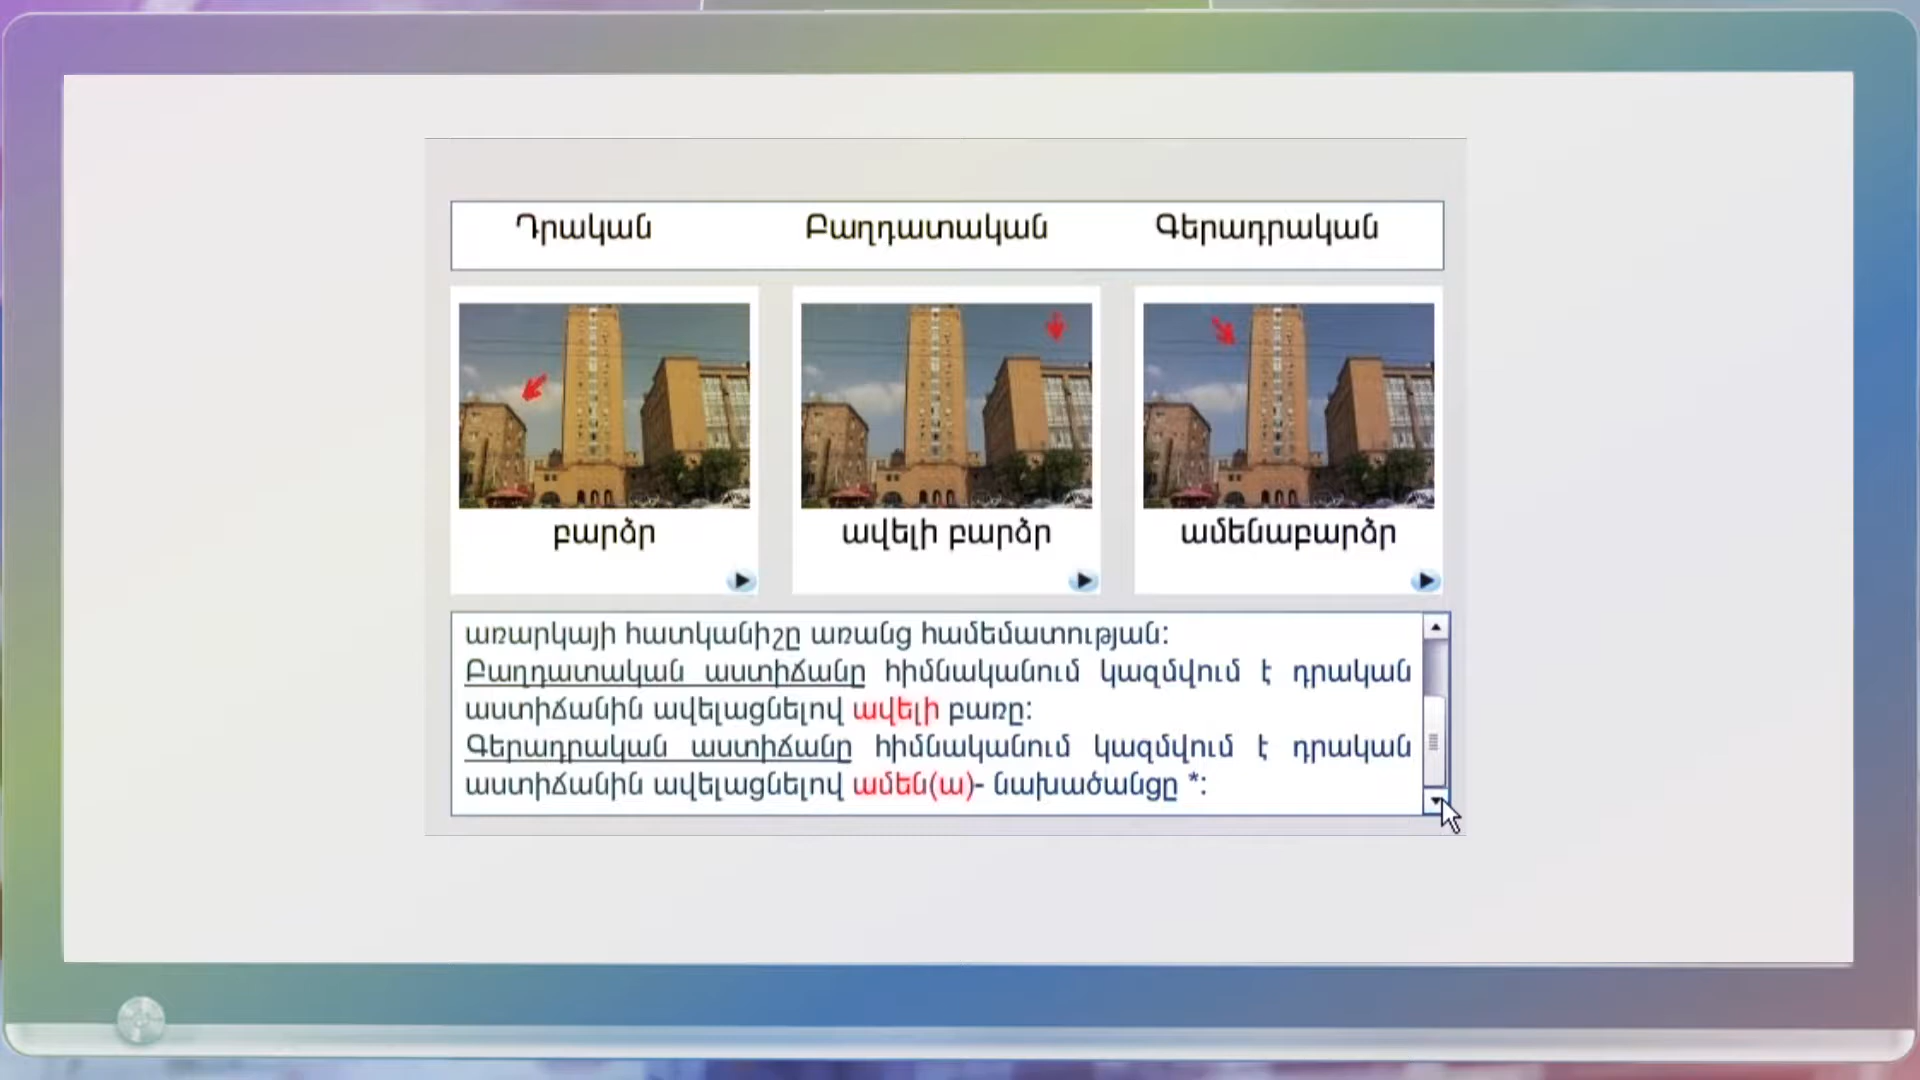 Դրական Բաղդատական Գերադրական
բարձր ավելի բարձր ամենաբարձր
առարկայի հատկանիշը առանց համեմատության:
Բաղդատական աստիճանը հիմնականում կազմվում է դրական
աստիճանին ավելացնելով ավելի բառը:
Գերադրական աստիճանը հիմնականում կազմվում է դրական
աստիճանին ավելացնելով ամեն(ա)- նախածանցը *: